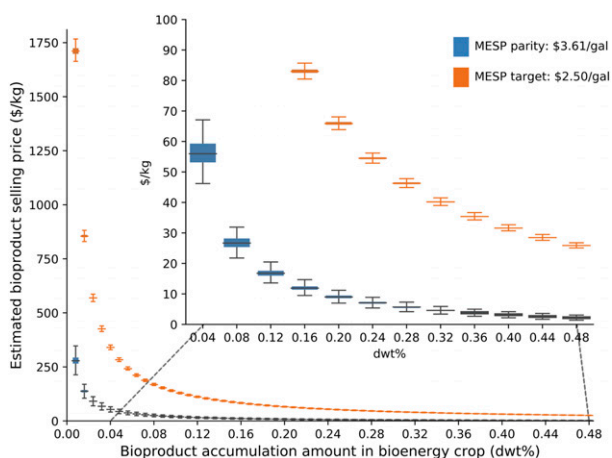 MESP parity: $3.61/gal
MESP target: $2.50/gal
Estimated bioproduct selling price ($/kg)
1750
1500
1250
1000
750
500
250
0
$/kg
100
90
80
70
60
50
40
30
20
10
0
0.04 0.08 0.12 0.16 0.20 0.24 0.28 0.32 0.36 0.40 0.44 0.48
dwt%
0.00 0.04 0.08 0.12 0.16 0.20 0.24 0.28 0.32 0.36 0.40 0.44 0.48
Bioproduct accumulation amount in bioenergy crop (dwt%)